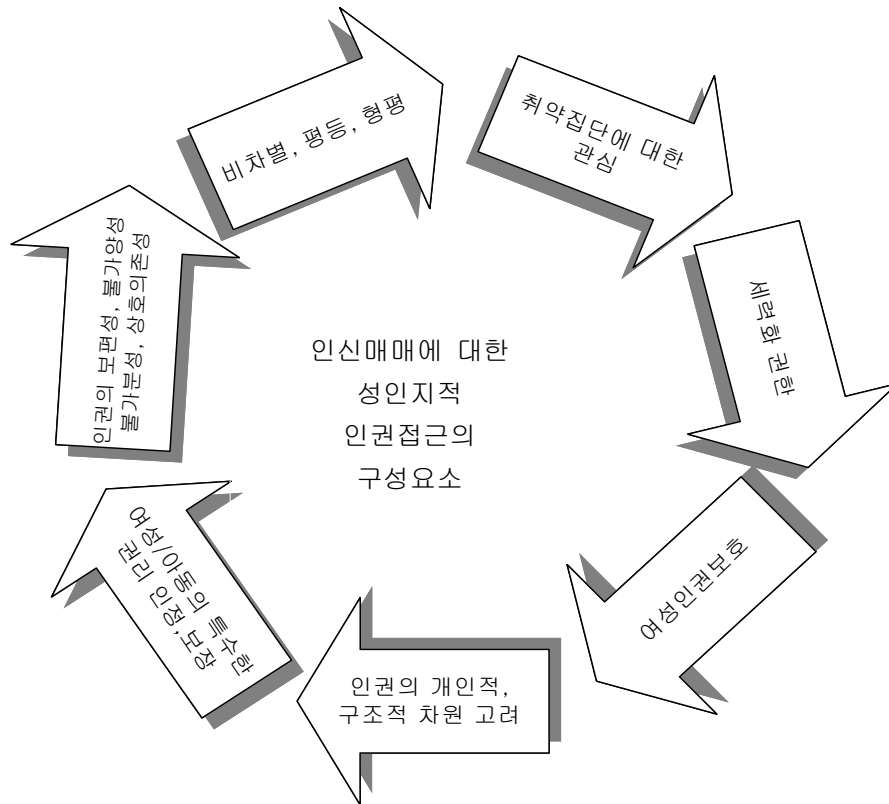 비차별, 평등, 형평
취약집단에 대한
관심
세력화 권한
여성인권보호
인권의 개인적,
구조적 차원 고려
여성/아동의 특수한
권리 인정,보장
인권의 보편성, 불가양성
불가분성, 상호의존성
인신매매에 대한
성인지적
인권접근의
구성요소